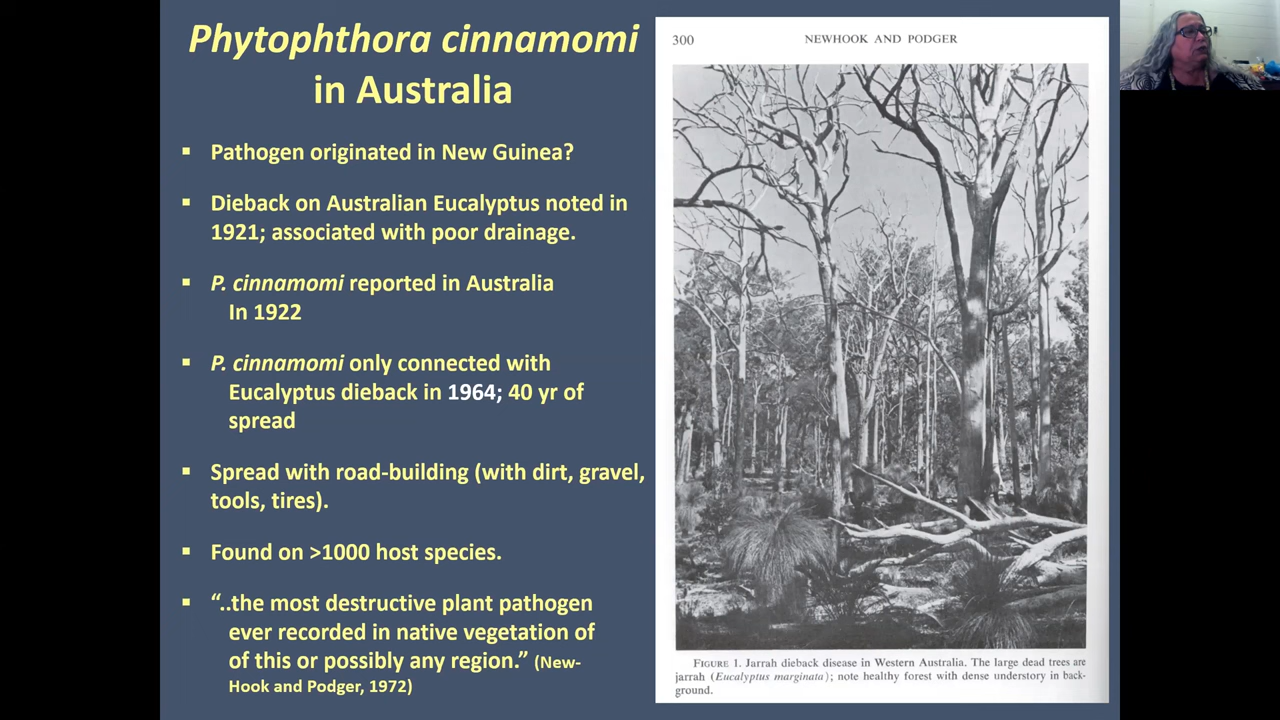 Phytophthora cinnamomi
in Australia
▪ Pathogen originated in New Guinea?
▪ Dieback on Australian Eucalyptus noted in
1921; associated with poor drainage.
▪ P. cinnamomi reported in Australia
In 1922
▪ P. cinnamomi only connected with
Eucalyptus dieback in 1964; 40 yr of
spread
▪ Spread with road-building (with dirt, gravel,
tools, tires).
▪ Found on >1000 host species.
▪ “..the most destructive plant pathogen
ever recorded in native vegetation of
of this or possibly any region.” (New-
Hook and Podger, 1972)
300 NEWHOOK AND PODGER
FIGURE 1. Jarrah dieback disease in Western Australia. The large dead trees are
jarrah (Eucalyptus marginata); note healthy forest with dense understory in back-
ground.